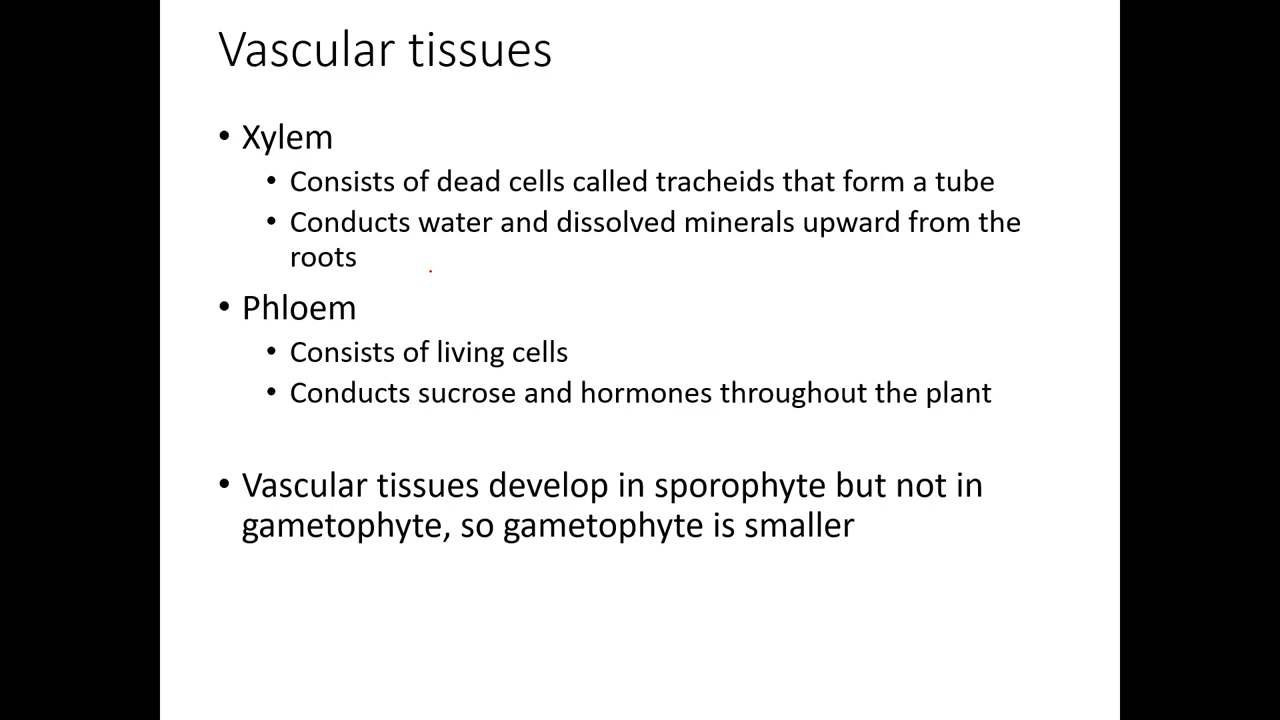 Vascular tissues
• Xylem
• Consists of dead cells called tracheids that form a tube
• Conducts water and dissolved minerals upward from the
roots
• Phloem
• Consists of living cells
• Conducts sucrose and hormones throughout the plant
• Vascular tissues develop in sporophyte but not in
gametophyte, so gametophyte is smaller